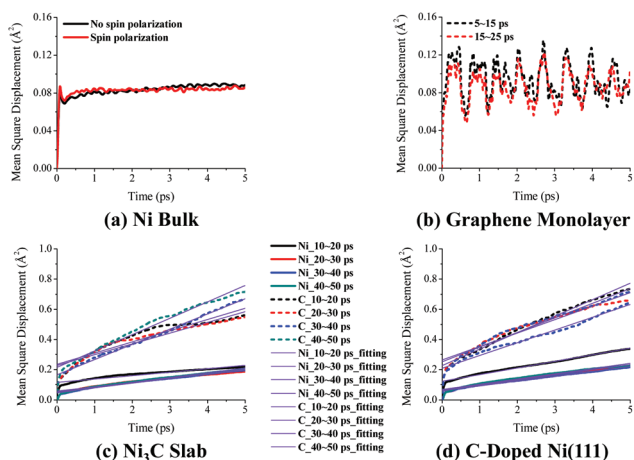 No spin polarization
Spin polarization
Mean Square Displacement (Å²)
0.16
0.12
0.08
0.04
0.00
0 1 2 3 4 5
Time (ps)
(a) Ni Bulk
5~15 ps
15~25 ps
Mean Square Displacement (Å²)
0.16
0.12
0.08
0.04
0.00
0 1 2 3 4 5
Time (ps)
(b) Graphene Monolayer
Mean Square Displacement (Å²)
1.0
0.8
0.6
0.4
0.2
0.0
0 1 2 3 4 5
Time (ps)
(c) Ni₃C Slab
Ni_10~20 ps
Ni_20~30 ps
Ni_30~40 ps
Ni_40~50 ps
C_10~20 ps
C_20~30 ps
C_30~40 ps
C_40~50 ps
Ni_10~20 ps_fitting
Ni_20~30 ps_fitting
Ni_30~40 ps_fitting
Ni_40~50 ps_fitting
C_10~20 ps_fitting
C_20~30 ps_fitting
C_30~40 ps_fitting
C_40~50 ps_fitting
Mean Square Displacement (Å²)
1.0
0.8
0.6
0.4
0.2
0.0
0 1 2 3 4 5
Time (ps)
(d) C-Doped Ni(111)